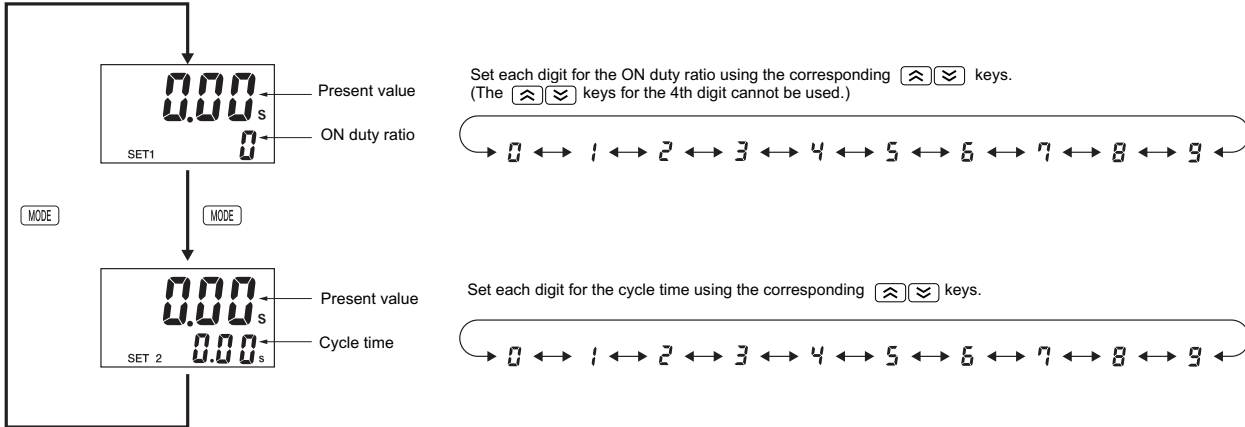 0.00 s
Present value
0
ON duty ratio
SET1
Set each digit for the ON duty ratio using the corresponding keys.
(The keys for the 4th digit cannot be used.)
0 1 2 3 4 5 6 7 8 9
MODE
MODE
0.00 s
Present value
0.00 s
Cycle time
SET 2
Set each digit for the cycle time using the corresponding keys.
0 1 2 3 4 5 6 7 8 9